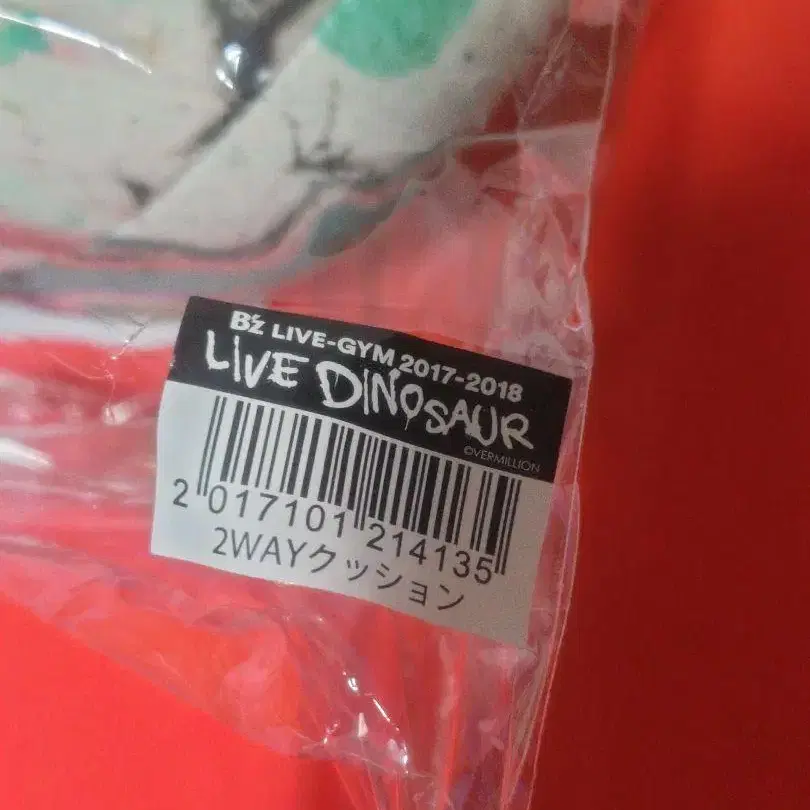 B'z LIVE-GYM 2017-2018
LIVE DINOSAUR
©VERMILLION
2 017101 214135
2WAYクッション